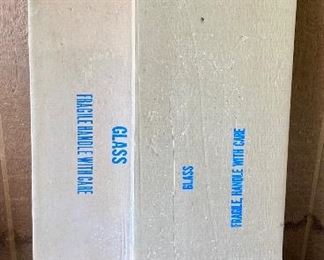 GLASS
FRAGILE HANDLE WITH CARE
GLASS
FRAGILE, HANDLE WITH CARE